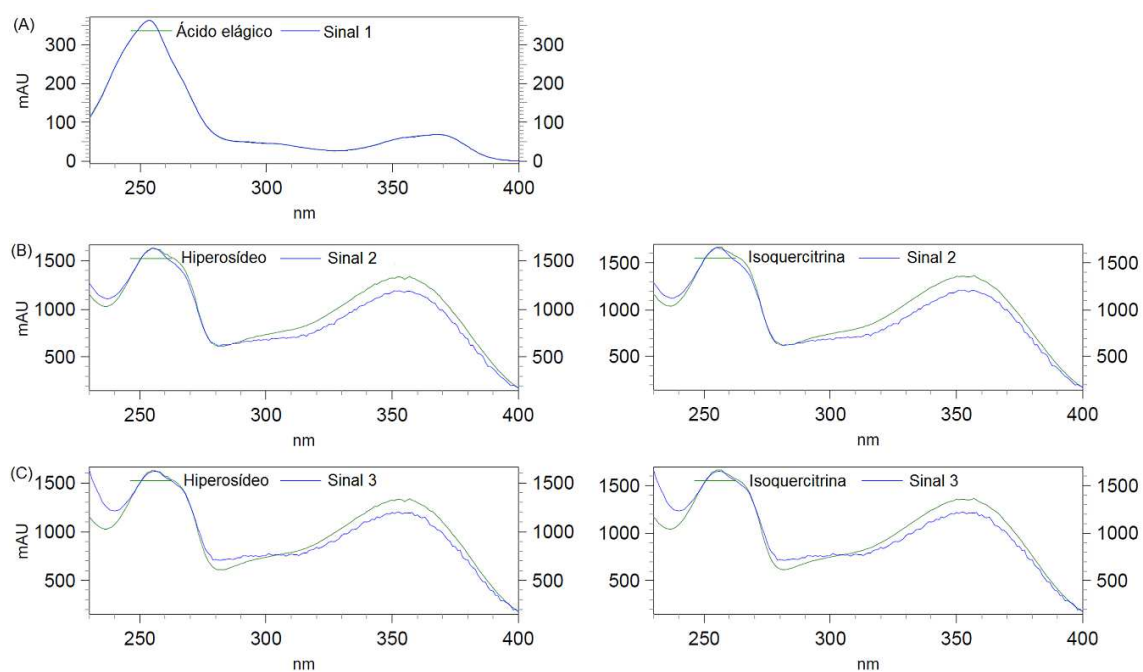 (A)
Ácido elágico Sinal 1
300 300
200 200
100 100
0 0
mAU
250 300 350 400
nm
(B)
Hiperosídeo Sinal 2
1500 1500
1000 1000
500 500
mAU
250 300 350 400
nm
Isoquercitrina Sinal 2
1500 1500
1000 1000
500 500
250 300 350 400
nm
(C)
Hiperosídeo Sinal 3
1500 1500
1000 1000
500 500
mAU
250 300 350 400
nm
Isoquercitrina Sinal 3
1500 1500
1000 1000
500 500
250 300 350 400
nm